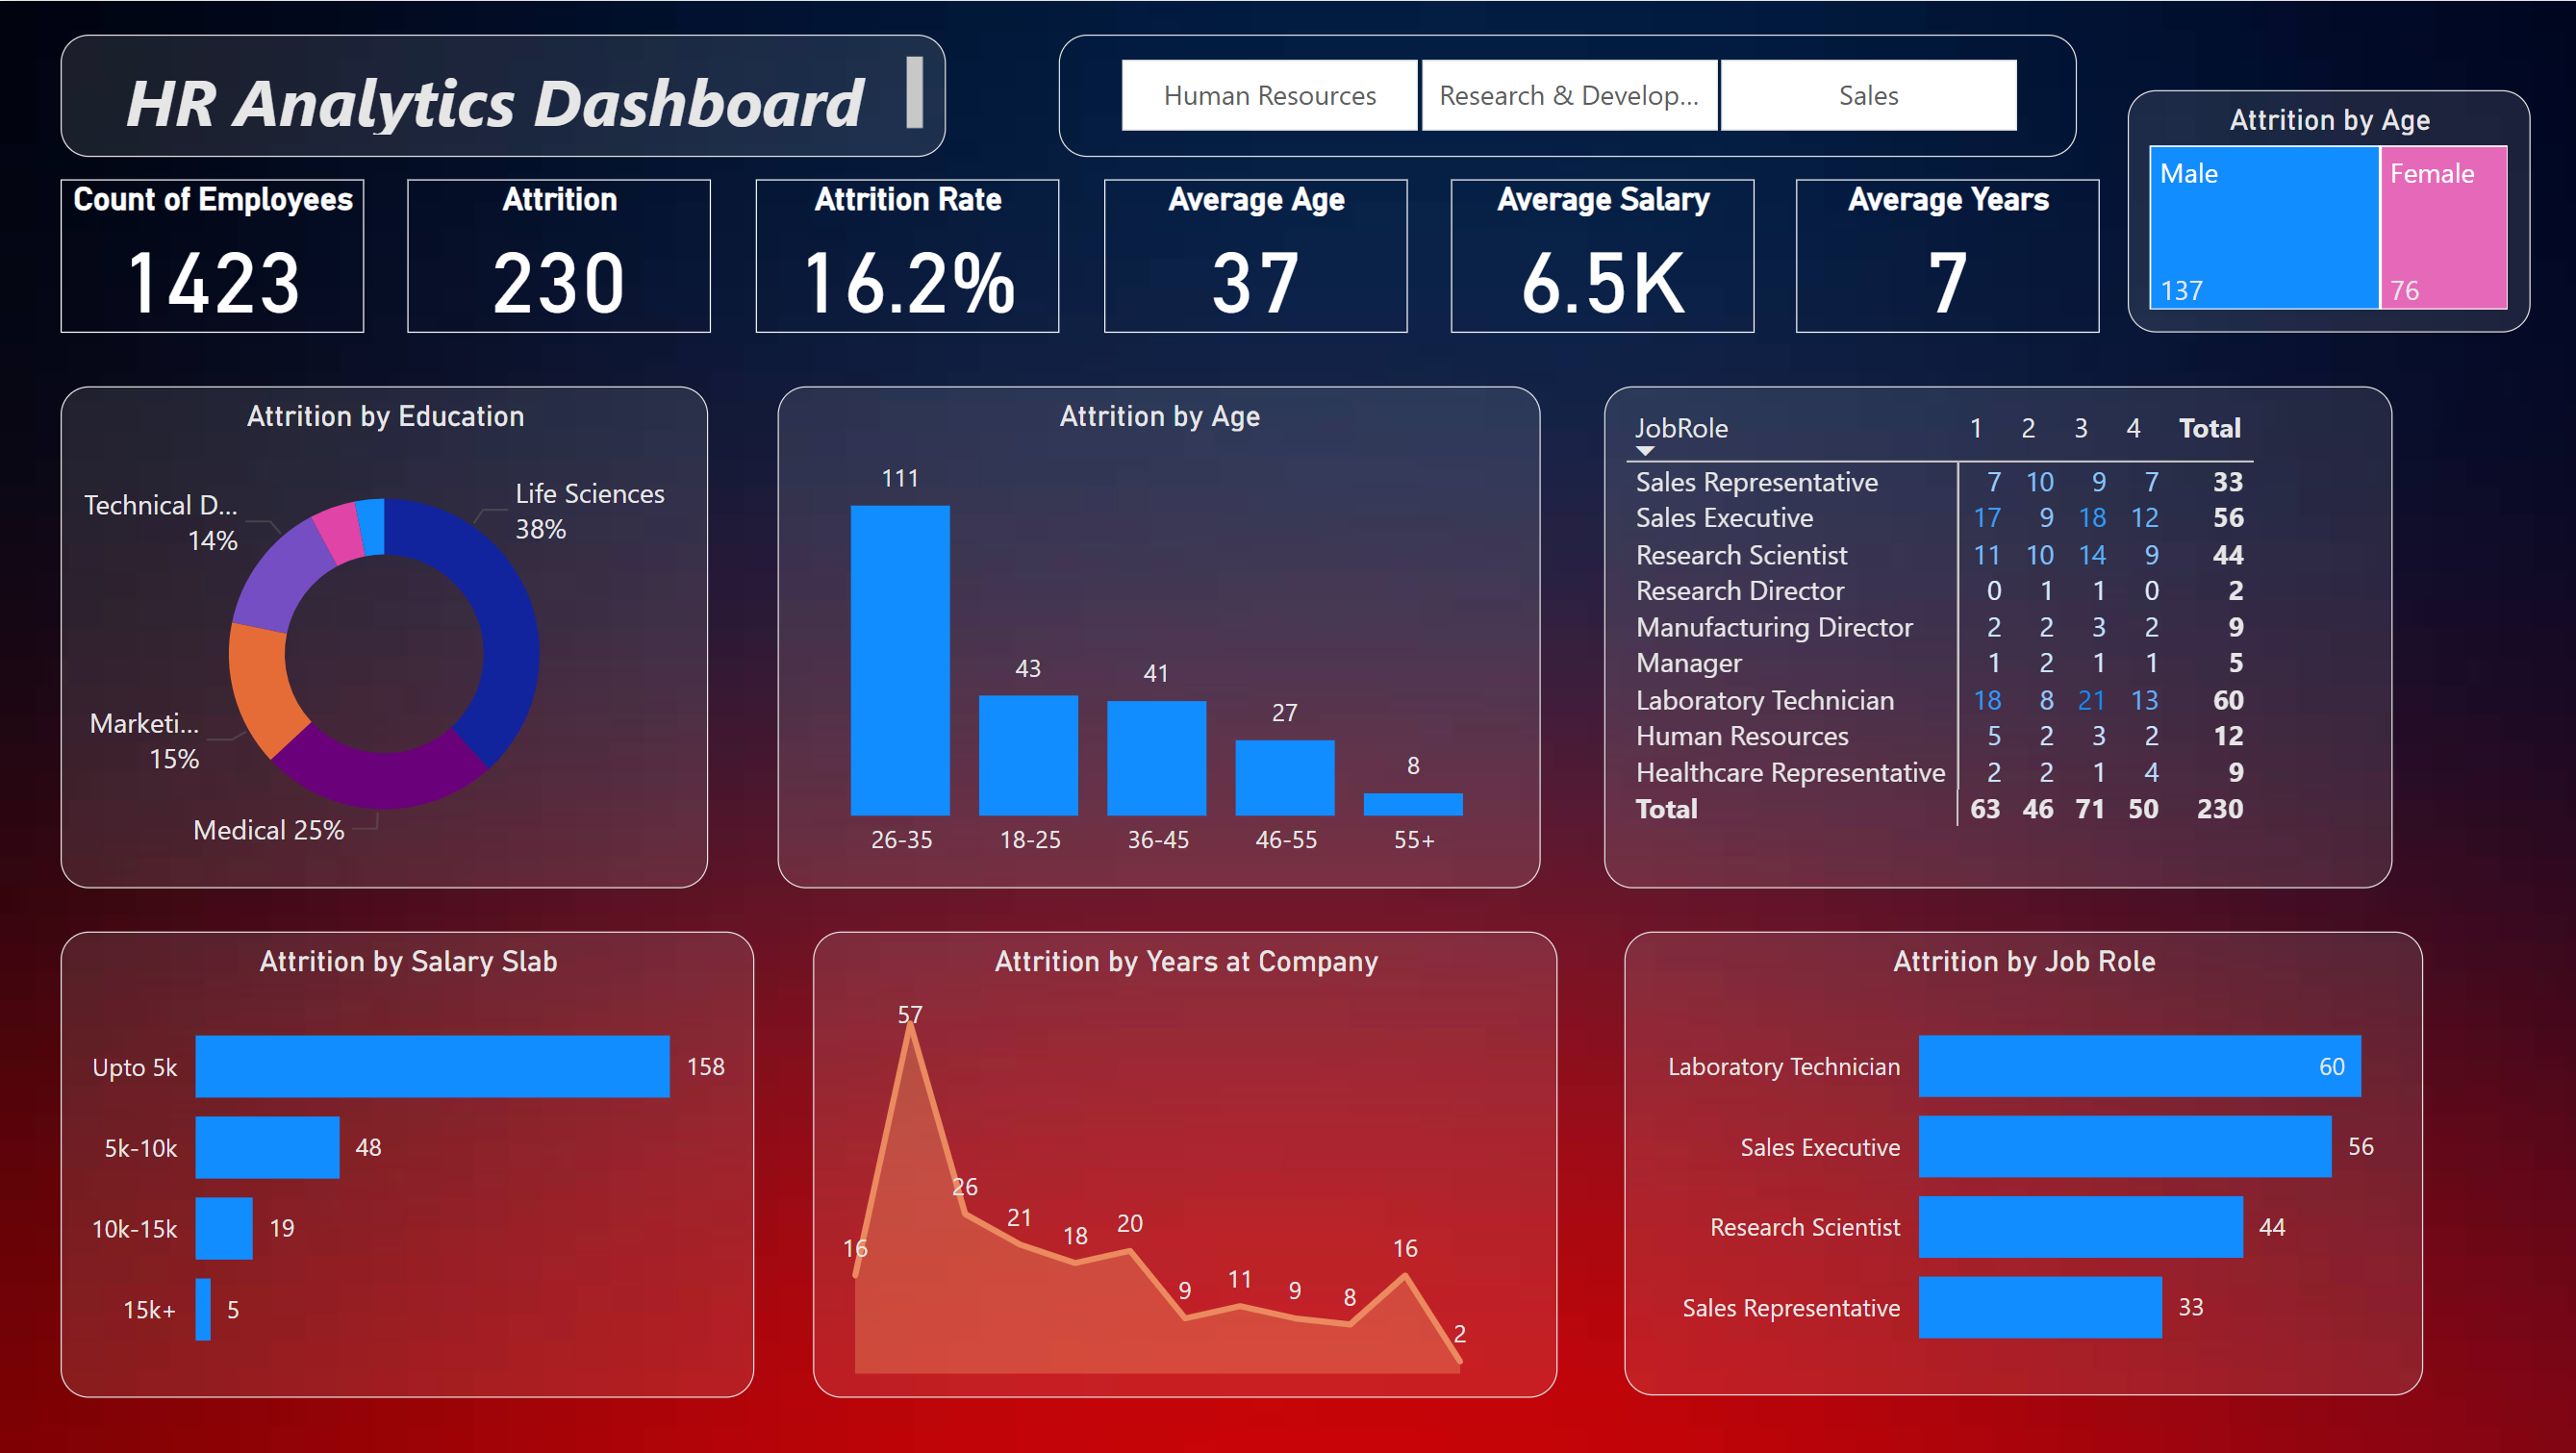 HR Analytics Dashboard
Human Resources
Research & Develop...
Sales
Attrition by Age
Male
Female
137
76
Count of Employees
1423
Attrition
230
Attrition Rate
16.2%
Average Age
37
Average Salary
6.5K
Average Years
7
Attrition by Education
Life Sciences
38%
Technical D...
14%
Marketi...
15%
Medical 25%
Attrition by Age
111
43
41
27
8
26-35 18-25 36-45 46-55 55+
JobRole 1 2 3 4 Total
Sales Representative 7 10 9 7 33
Sales Executive 17 9 18 12 56
Research Scientist 11 10 14 9 44
Research Director 0 1 1 0 2
Manufacturing Director 2 2 3 2 9
Manager 1 2 1 1 5
Laboratory Technician 18 8 21 13 60
Human Resources 5 2 3 2 12
Healthcare Representative 2 2 1 4 9
Total 63 46 71 50 230
Attrition by Salary Slab
Upto 5k 158
5k-10k 48
10k-15k 19
15k+ 5
Attrition by Years at Company
16
57
26
21
18
20
9
11
9
8
16
2
Attrition by Job Role
Laboratory Technician 60
Sales Executive 56
Research Scientist 44
Sales Representative 33